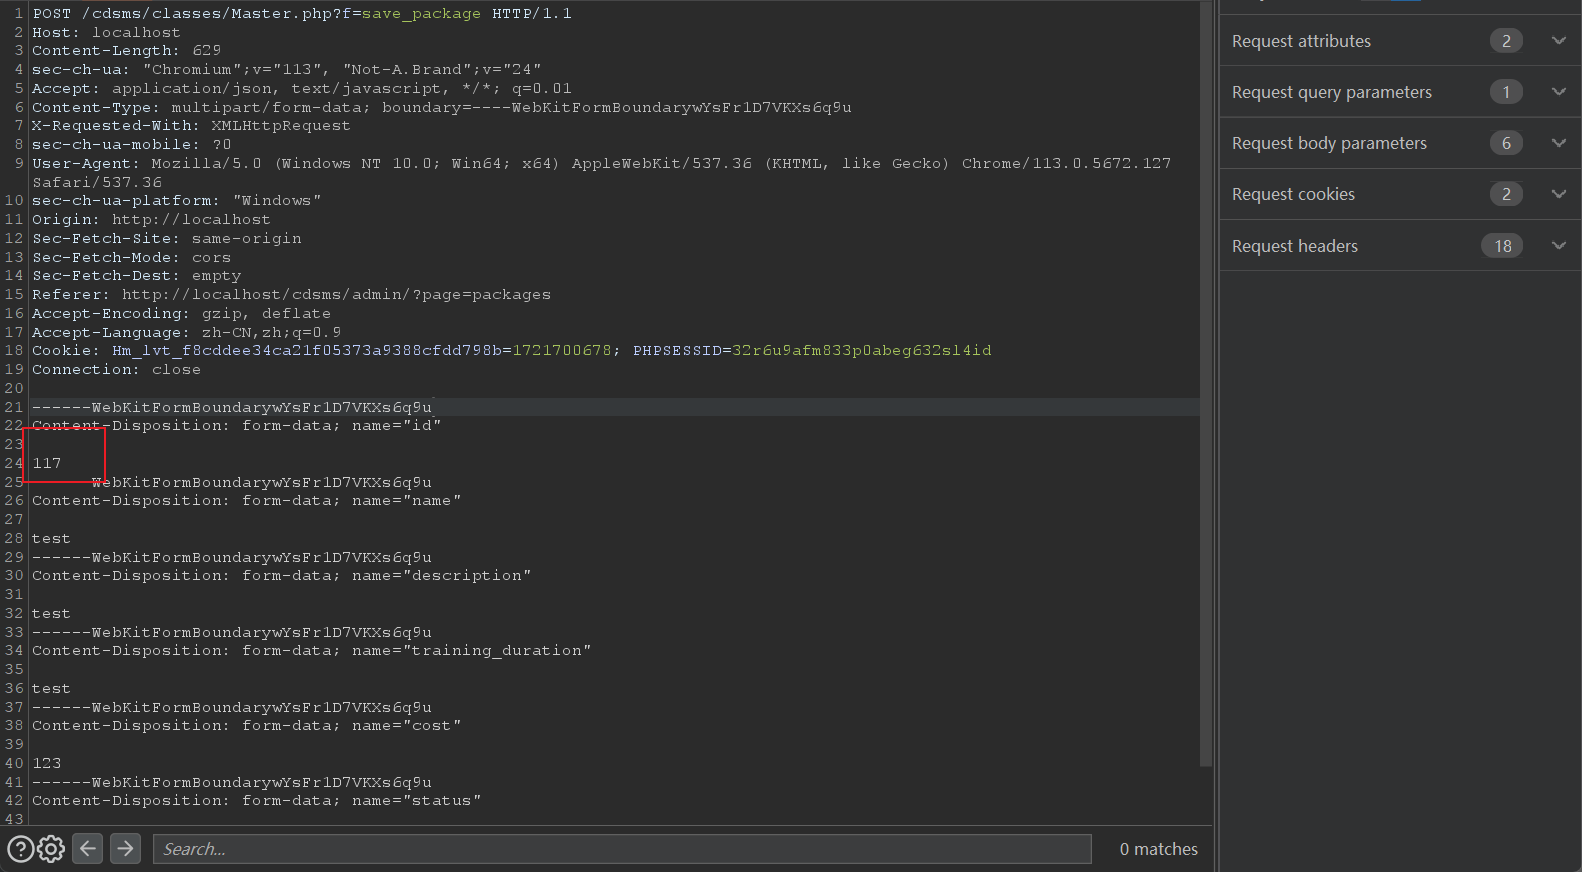 1 POST /cdsms/classes/Master.php?f=save_package HTTP/1.1
2 Host: localhost
3 Content-Length: 629
4 sec-ch-ua: "Chromium";v="113", "Not-A.Brand";v="24"
5 Accept: application/json, text/javascript, */*; q=0.01
6 Content-Type: multipart/form-data; boundary=----WebKitFormBoundarywYsFr1D7VKXs6q9u
7 X-Requested-With: XMLHttpRequest
8 sec-ch-ua-mobile: ?0
9 User-Agent: Mozilla/5.0 (Windows NT 10.0; Win64; x64) AppleWebKit/537.36 (KHTML, like Gecko) Chrome/113.0.5672.127
Safari/537.36
10 sec-ch-ua-platform: "Windows"
11 Origin: http://localhost
12 Sec-Fetch-Site: same-origin
13 Sec-Fetch-Mode: cors
14 Sec-Fetch-Dest: empty
15 Referer: http://localhost/cdsms/admin/?page=packages
16 Accept-Encoding: gzip, deflate
17 Accept-Language: zh-CN,zh;q=0.9
18 Cookie: Hm_lvt_f8cddee34ca21f05373a9388cfdd798b=1721700678; PHPSESSID=32r6u9afm833p0abeg632sl4id
19 Connection: close
20
21 ------WebKitFormBoundarywYsFr1D7VKXs6q9u
22 Content-Disposition: form-data; name="id"
23
24 117
25 ------WebKitFormBoundarywYsFr1D7VKXs6q9u
26 Content-Disposition: form-data; name="name"
27
28 test
29 ------WebKitFormBoundarywYsFr1D7VKXs6q9u
30 Content-Disposition: form-data; name="description"
31
32 test
33 ------WebKitFormBoundarywYsFr1D7VKXs6q9u
34 Content-Disposition: form-data; name="training_duration"
35
36 test
37 ------WebKitFormBoundarywYsFr1D7VKXs6q9u
38 Content-Disposition: form-data; name="cost"
39
40 123
41 ------WebKitFormBoundarywYsFr1D7VKXs6q9u
42 Content-Disposition: form-data; name="status"
43
Search...
0 matches
Request attributes 2
Request query parameters 1
Request body parameters 6
Request cookies 2
Request headers 18